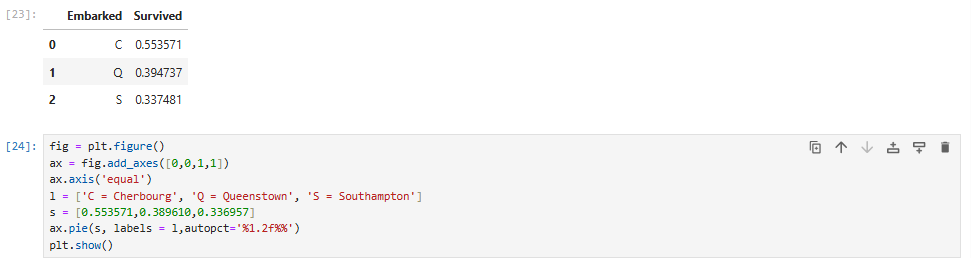 [23]:
Embarked Survived
0 C 0.553571
1 Q 0.394737
2 S 0.337481
[24]: fig = plt.figure()
ax = fig.add_axes([0,0,1,1])
ax.axis('equal')
l = ['C = Cherbourg', 'Q = Queenstown', 'S = Southampton']
s = [0.553571,0.389610,0.336957]
ax.pie(s, labels = l,autopct='%1.2f%%')
plt.show()